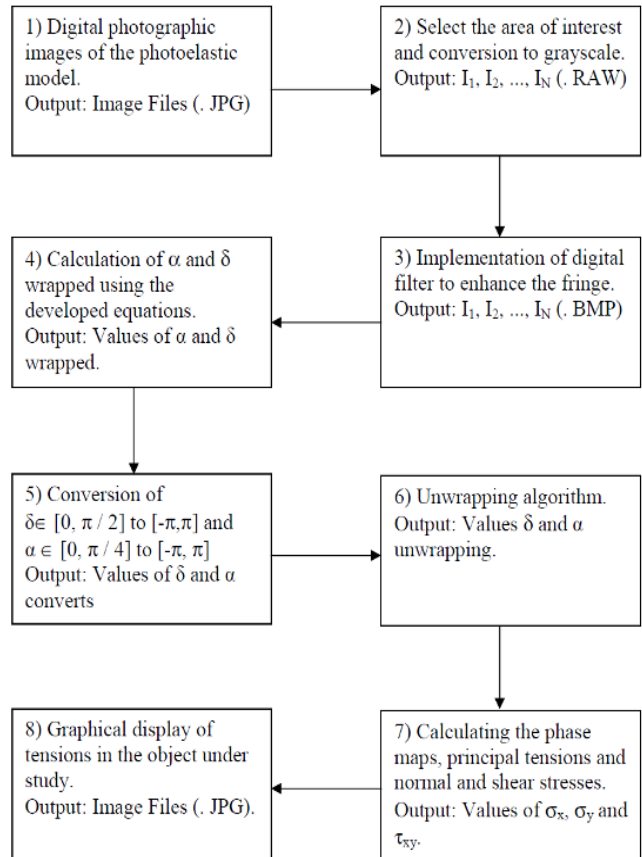 1) Digital photographic
images of the photoelastic
model.
Output: Image Files (. JPG)
2) Select the area of interest
and conversion to grayscale.
Output: I₁, I₂, ..., I_N (. RAW)
3) Implementation of digital
filter to enhance the fringe.
Output: I₁, I₂, ..., I_N (. BMP)
4) Calculation of α and δ
wrapped using the
developed equations.
Output: Values of α and δ
wrapped.
5) Conversion of
δ∈ [0, π / 2] to [-π,π] and
α ∈ [0, π / 4] to [-π, π]
Output: Values of δ and α
converts
6) Unwrapping algorithm.
Output: Values δ and α
unwrapping.
7) Calculating the phase
maps, principal tensions and
normal and shear stresses.
Output: Values of σₓ, σ_y and
τ_xy.
8) Graphical display of
tensions in the object under
study.
Output: Image Files (. JPG).